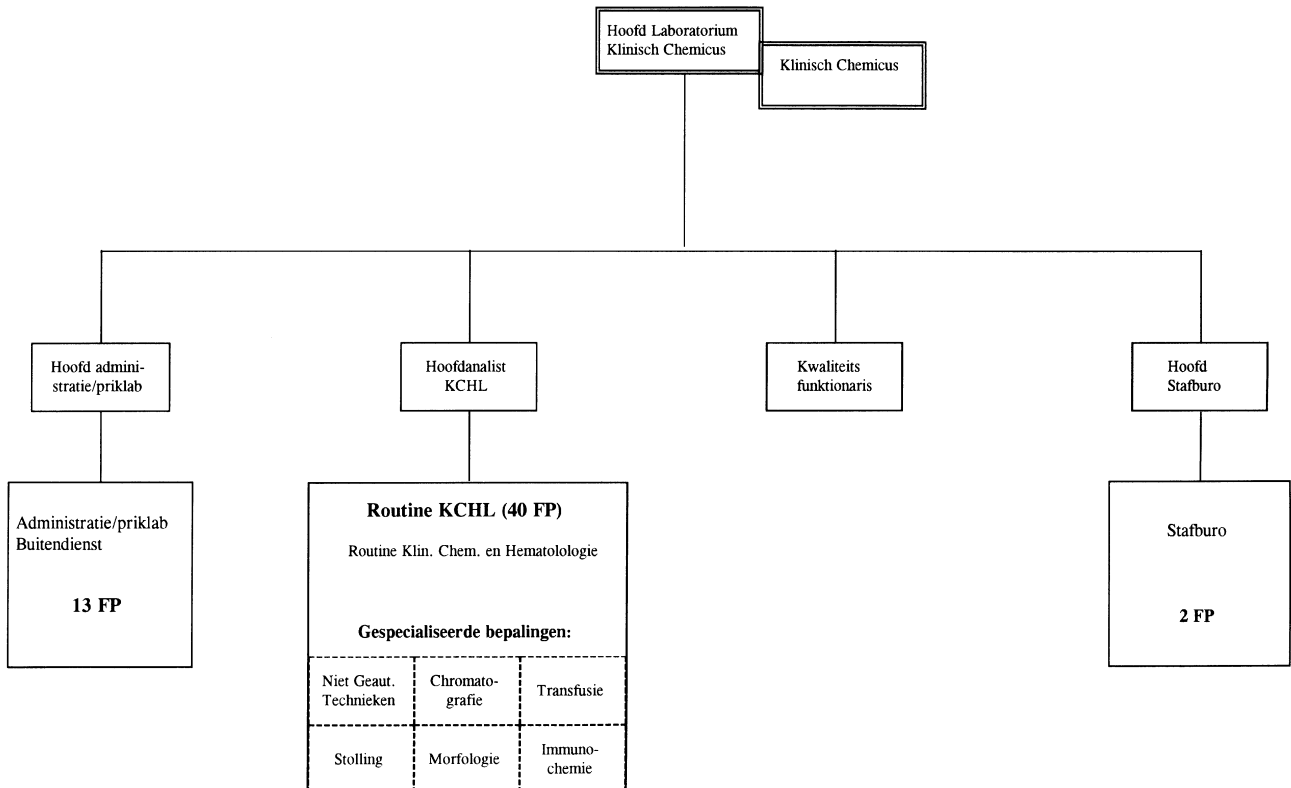 Hoofd Laboratorium
Klinisch Chemicus
Klinisch Chemicus
Hoofd admini-
stratie/priklab
Hoofdanalist
KCHL
Kwaliteits
funktionaris
Hoofd
Stafburo
Administratie/priklab
Buitendienst
13 FP
Routine KCHL (40 FP)
Routine Klin. Chem. en Hematolologie
Gespecialiseerde bepalingen:
Niet Geaut.
Technieken
Chromato-
grafie
Transfusie
Stolling
Morfologie
Immuno-
chemie
Stafburo
2 FP